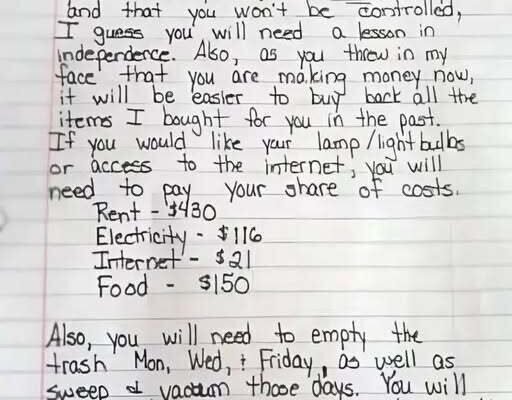 and that you won't be controlled,
I guess you will need a lesson in
independence. Also, as you threw in my
face that you are making money now,
it will be easier to buy back all the
items I bought for you in the past.
If you would like your lamp/lightbulbs
or access to the internet, you will
need to pay your share of costs.
Rent - $430
Electricity - $116
Internet - $21
Food - $150
Also, you will need to empty the
trash Mon, Wed, + Friday, as well as
sweep + vacuum those days. You will